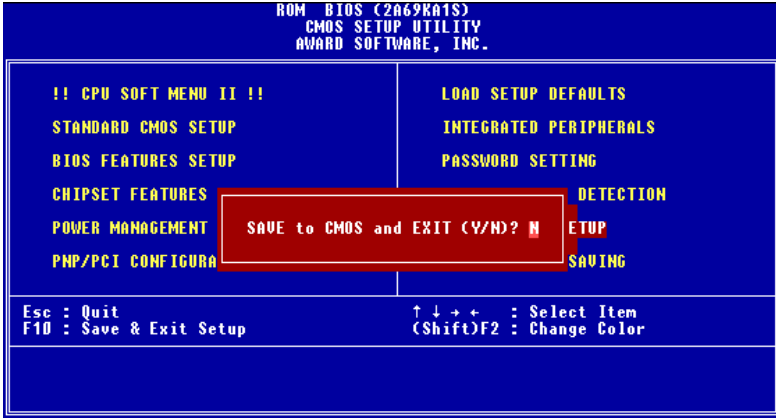 ROM BIOS (2A69KA1S)
CMOS SETUP UTILITY
AWARD SOFTWARE, INC.
!! CPU SOFT MENU II !!
STANDARD CMOS SETUP
BIOS FEATURES SETUP
CHIPSET FEATURES
POWER MANAGEMENT
PNP/PCI CONFIGURA
LOAD SETUP DEFAULTS
INTEGRATED PERIPHERALS
PASSWORD SETTING
DETECTION
ETUP
SAVING
SAVE to CMOS and EXIT (Y/N)? N
Esc : Quit
F10 : Save & Exit Setup
↑ ↓ → ← : Select Item
(Shift)F2 : Change Color